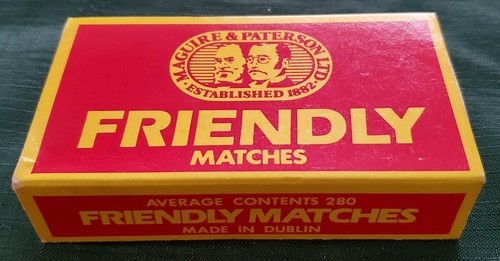 MAGUIRE & PATERSON LTD
· ESTABLISHED 1882 ·
FRIENDLY
MATCHES
AVERAGE CONTENTS 280
FRIENDLY MATCHES
MADE IN DUBLIN